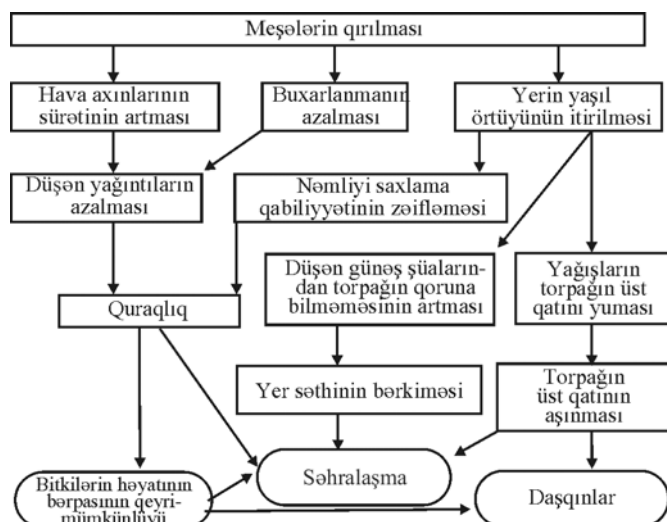 Meşələrin qırılması
Hava axınlarının
sürətinin artması
Buxarlanmanın
azalması
Yerin yaşıl
örtüyünün itirilməsi
Düşən yağıntıların
azalması
Nəmliyi saxlama
qabiliyyətinin zəifləməsi
Düşən günəş şüaların-
dan torpağın qoruna
bilməməsinin artması
Yağışların
torpağın üst
qatını yuması
Quraqlıq
Yer səthinin bərkiməsi
Torpağın
üst qatının
aşınması
Bitkilərin həyatının
bərpasının qeyri-
mümkünlüyü
Səhralaşma
Daşqınlar